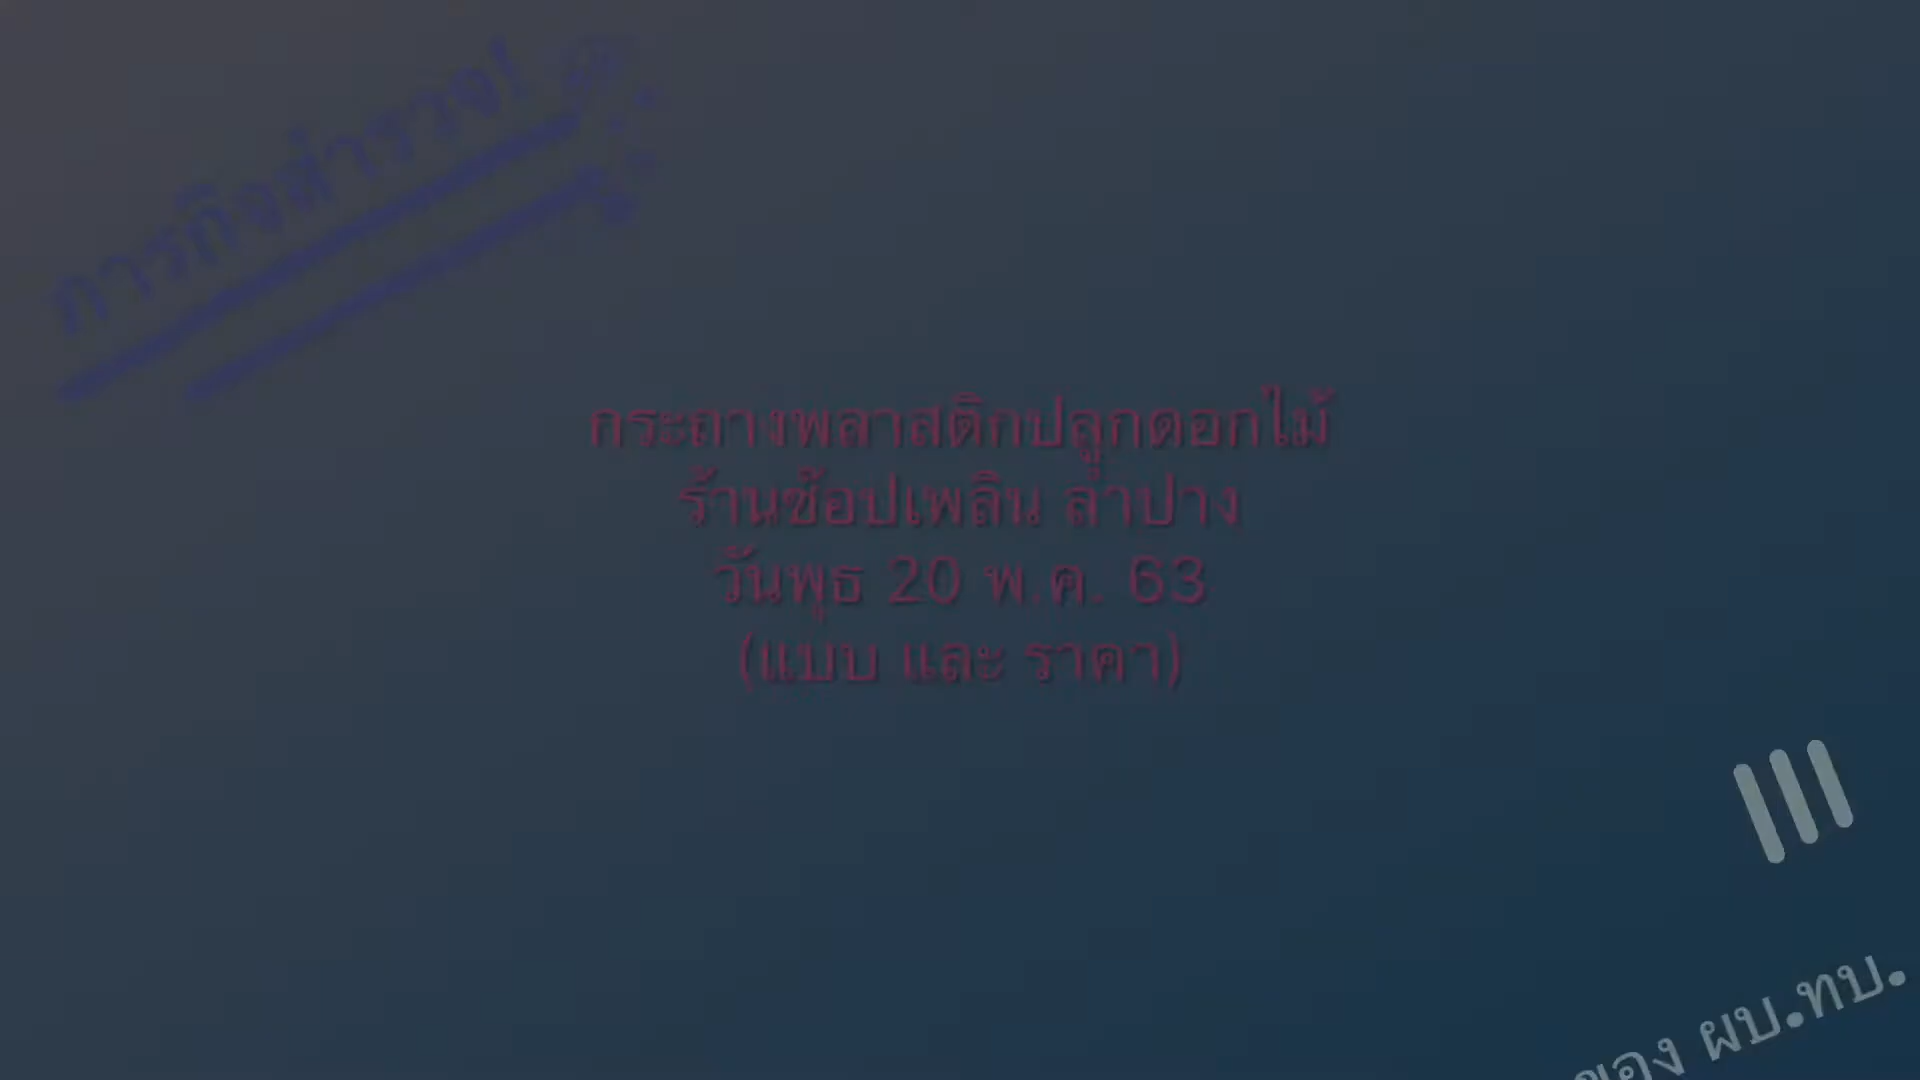 ภารกิจสำรวจ!
กระถางพลาสติกปลูกดอกไม้
ร้านช้อปเพลิน ลำปาง
วันพุธ 20 พ.ค. 63
(แบบ และ ราคา)
ของ ผบ.ทบ.